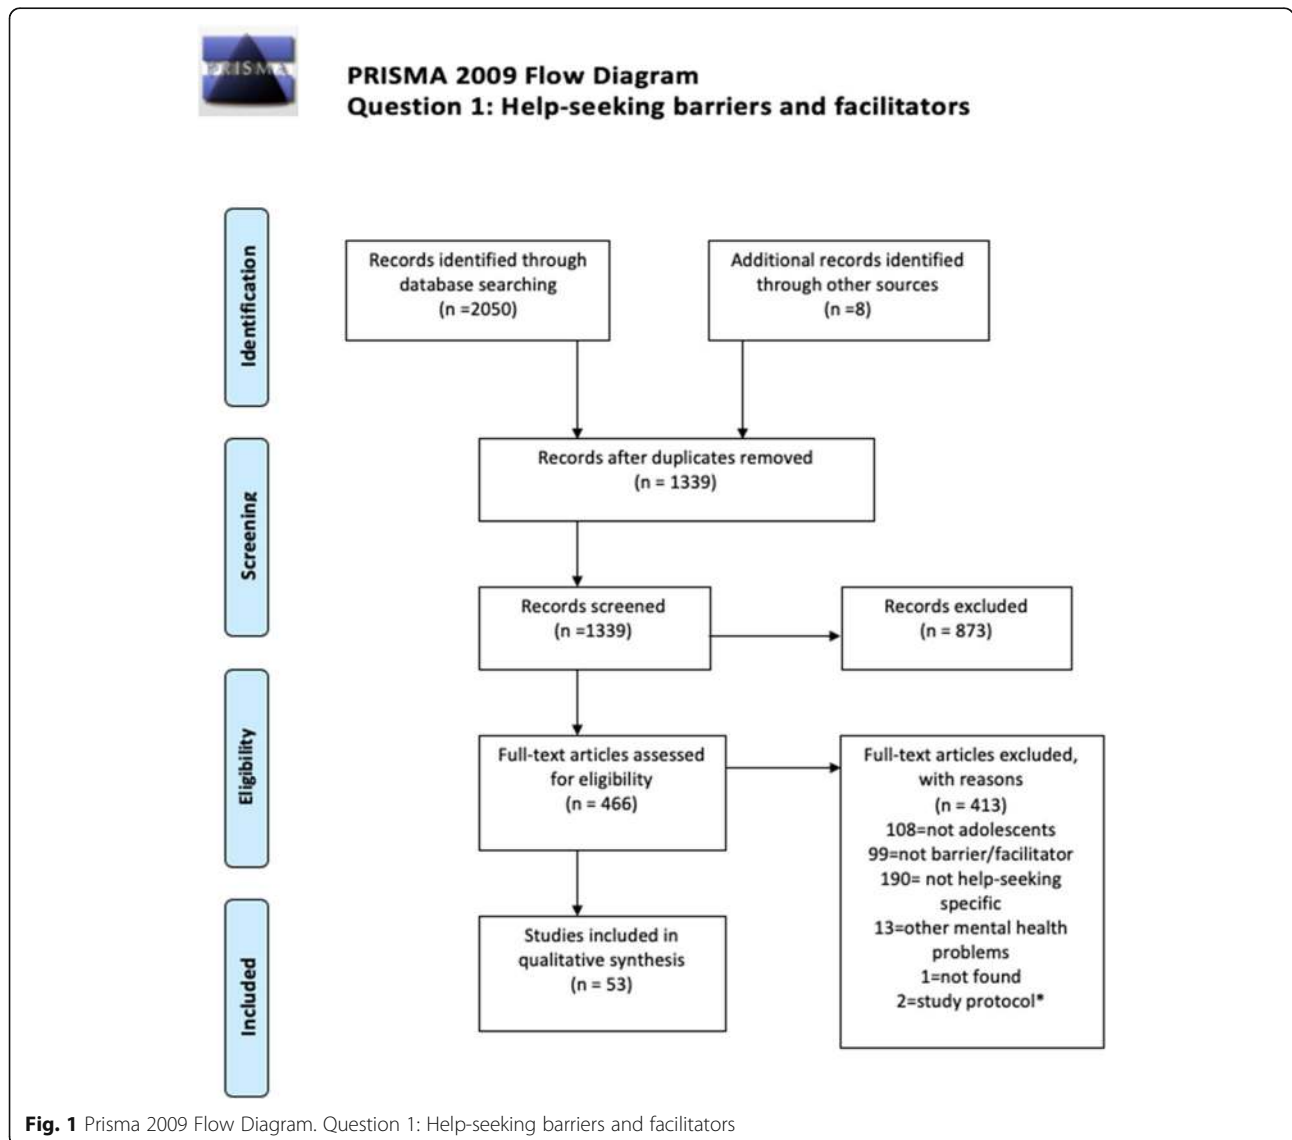 PRISMA
PRISMA 2009 Flow Diagram
Question 1: Help-seeking barriers and facilitators
Identification
Records identified through
database searching
(n =2050)
Additional records identified
through other sources
(n =8)
Screening
Records after duplicates removed
(n = 1339)
Records screened
(n =1339)
Records excluded
(n = 873)
Eligibility
Full-text articles assessed
for eligibility
(n = 466)
Full-text articles excluded,
with reasons
(n = 413)
108=not adolescents
99=not barrier/facilitator
190= not help-seeking
specific
13=other mental health
problems
1=not found
2=study protocol*
Included
Studies included in
qualitative synthesis
(n = 53)
Fig. 1 Prisma 2009 Flow Diagram. Question 1: Help-seeking barriers and facilitators